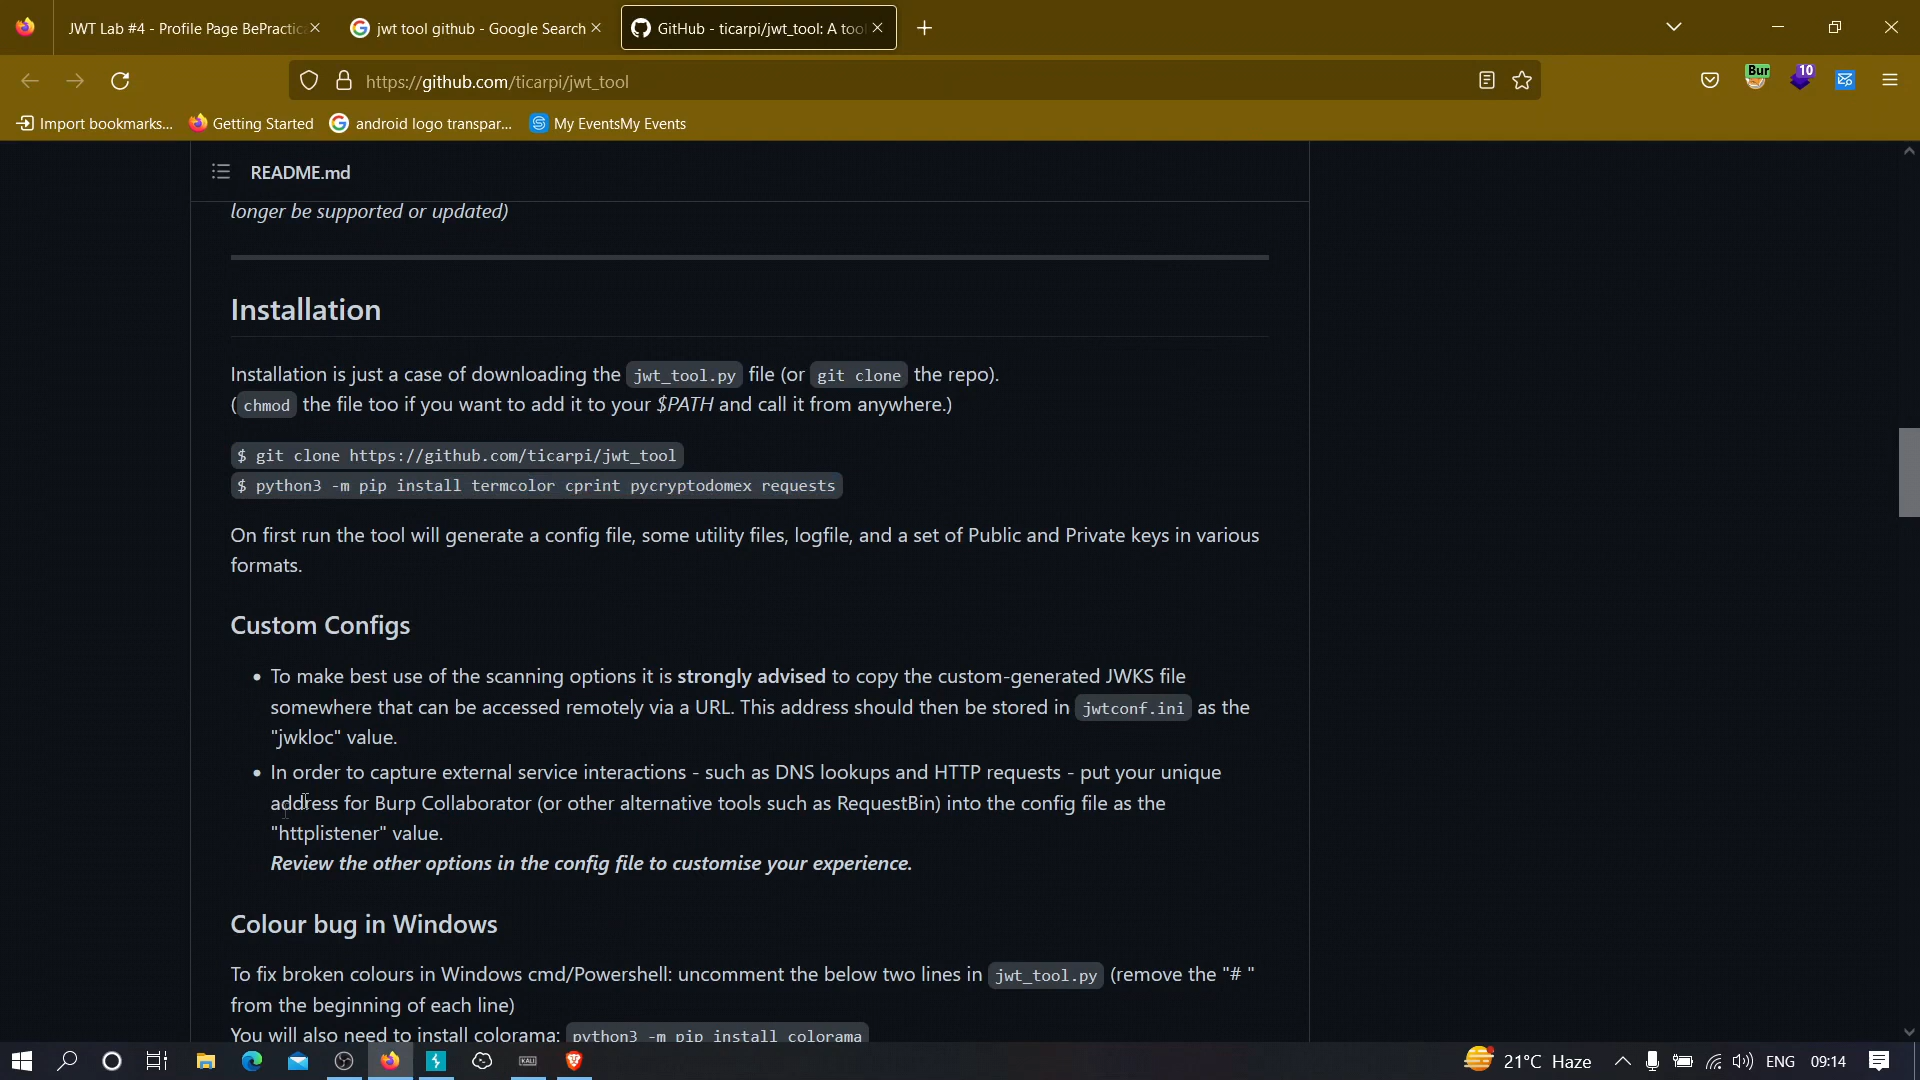 JWT Lab #4 - Profile Page BePractic
jwt tool github - Google Search
GitHub - ticarpi/jwt_tool: A tool
https://github.com/ticarpi/jwt_tool
Bur
10
Import bookmarks...
Getting Started
android logo transpar...
My EventsMy Events
README.md
longer be supported or updated)
Installation
Installation is just a case of downloading the jwt_tool.py file (or git clone the repo).
(chmod the file too if you want to add it to your $PATH and call it from anywhere.)
$ git clone https://github.com/ticarpi/jwt_tool
$ python3 -m pip install termcolor cprint pycryptodomex requests
On first run the tool will generate a config file, some utility files, logfile, and a set of Public and Private keys in various
formats.
Custom Configs
• To make best use of the scanning options it is strongly advised to copy the custom-generated JWKS file
somewhere that can be accessed remotely via a URL. This address should then be stored in jwtconf.ini as the
"jwkloc" value.
• In order to capture external service interactions - such as DNS lookups and HTTP requests - put your unique
address for Burp Collaborator (or other alternative tools such as RequestBin) into the config file as the
"httplistener" value.
Review the other options in the config file to customise your experience.
Colour bug in Windows
To fix broken colours in Windows cmd/Powershell: uncomment the below two lines in jwt_tool.py (remove the "# "
from the beginning of each line)
You will also need to install colorama: python3 -m pip install colorama
KALI
21°C Haze
ENG
09:14